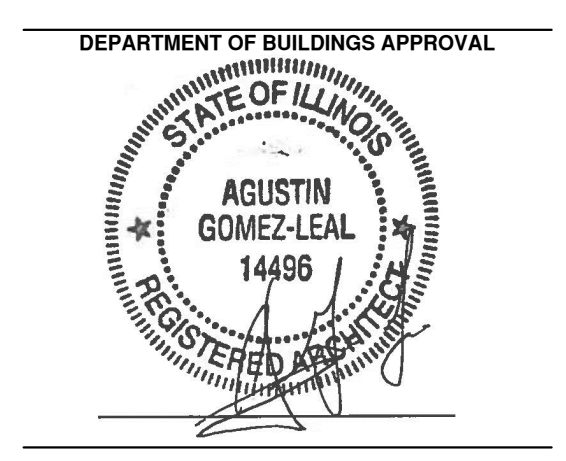 DEPARTMENT OF BUILDINGS APPROVAL
STATE OF ILLINOIS
AGUSTIN
GOMEZ-LEAL
14496
REGISTERED ARCHITECT